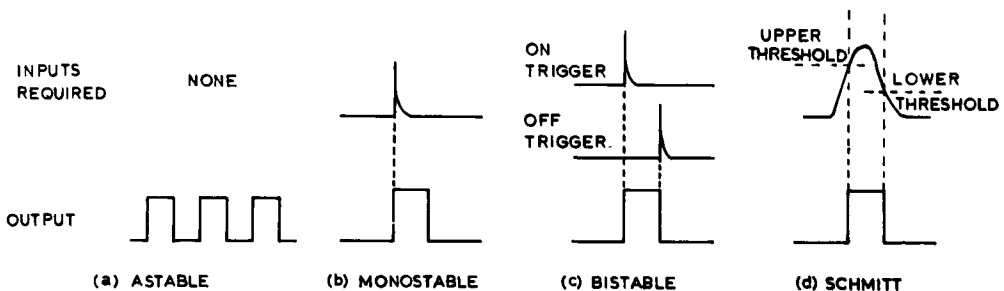 INPUTS
REQUIRED
NONE
ON
TRIGGER
OFF
TRIGGER.
UPPER
THRESHOLD
LOWER
THRESHOLD
OUTPUT
(a) ASTABLE
(b) MONOSTABLE
(c) BISTABLE
(d) SCHMITT